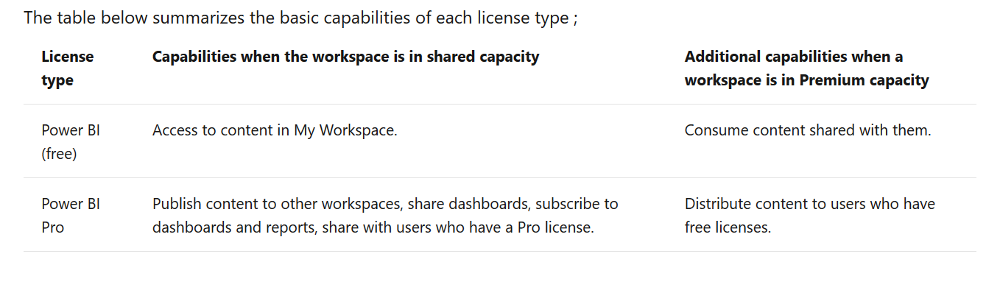 The table below summarizes the basic capabilities of each license type ;
License type
Capabilities when the workspace is in shared capacity
Additional capabilities when a workspace is in Premium capacity
Power BI (free)
Access to content in My Workspace.
Consume content shared with them.
Power BI Pro
Publish content to other workspaces, share dashboards, subscribe to dashboards and reports, share with users who have a Pro license.
Distribute content to users who have free licenses.